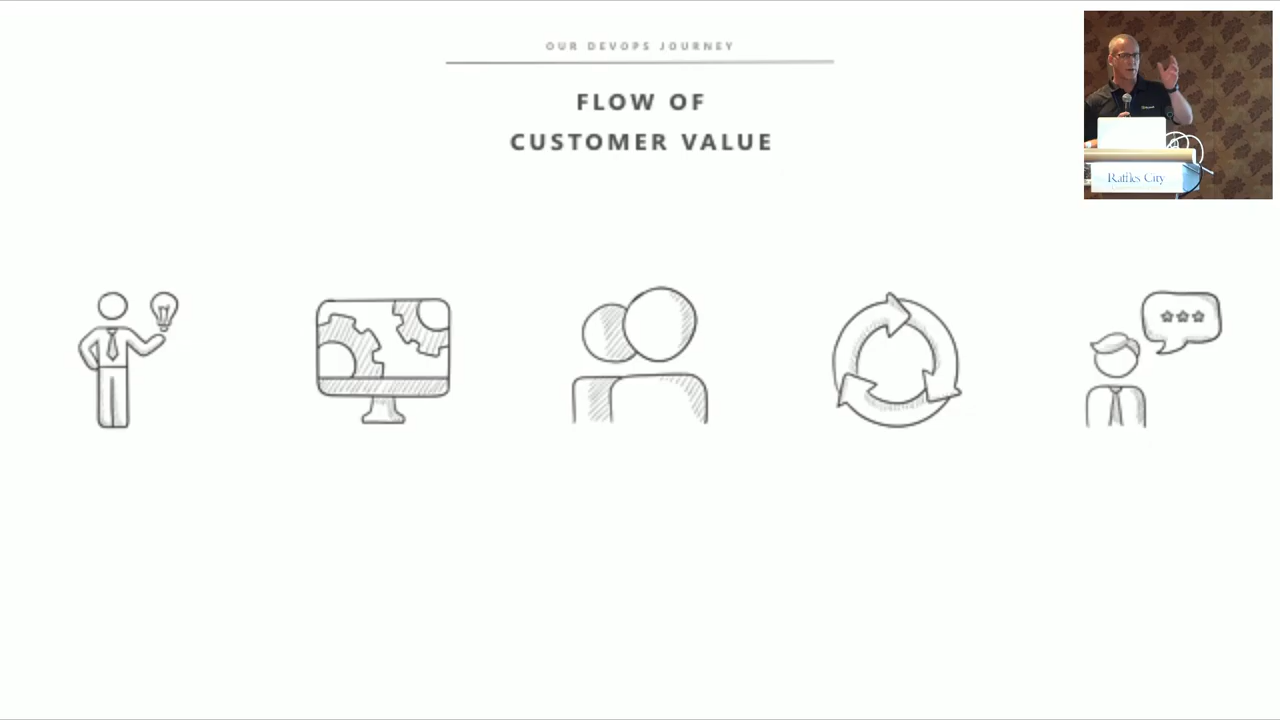 OUR DEVOPS JOURNEY
FLOW OF
CUSTOMER VALUE
Raffles City